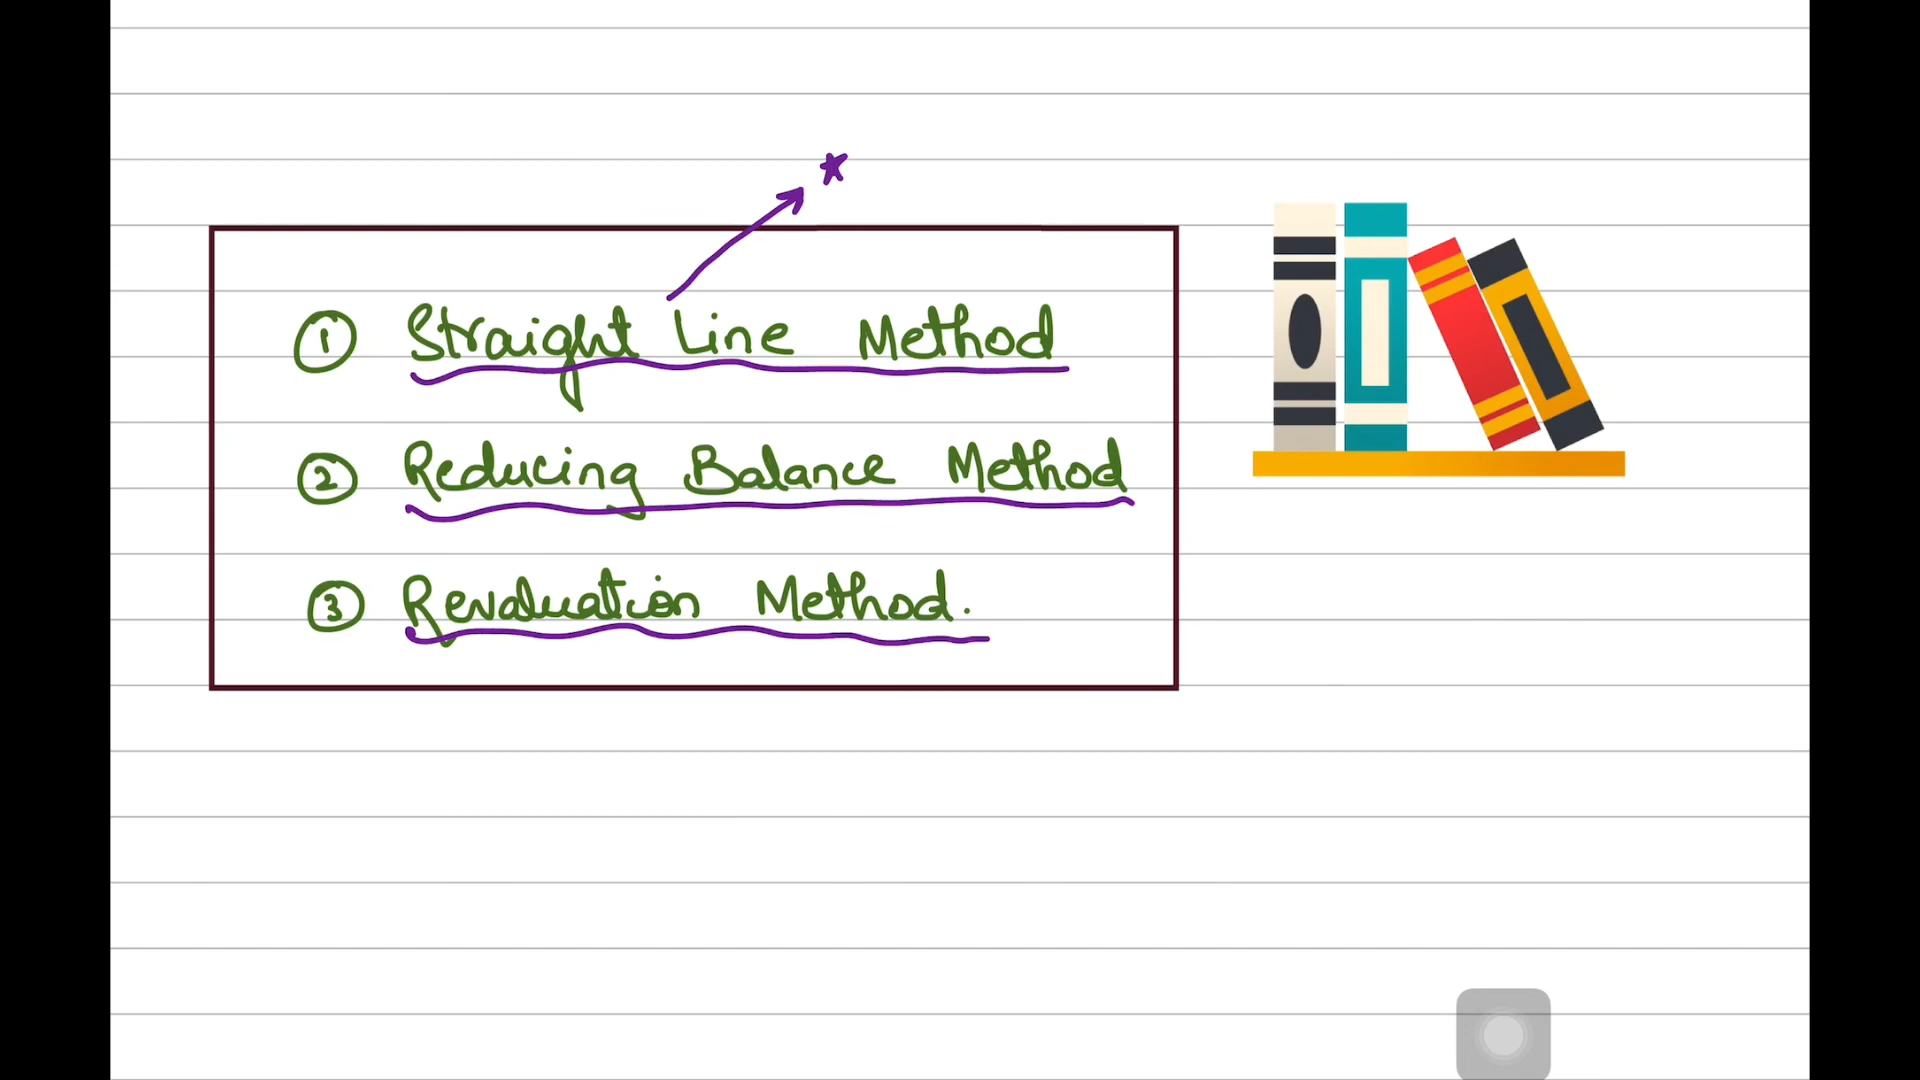 ① Straight Line Method
② Reducing Balance Method
③ Revaluation Method.